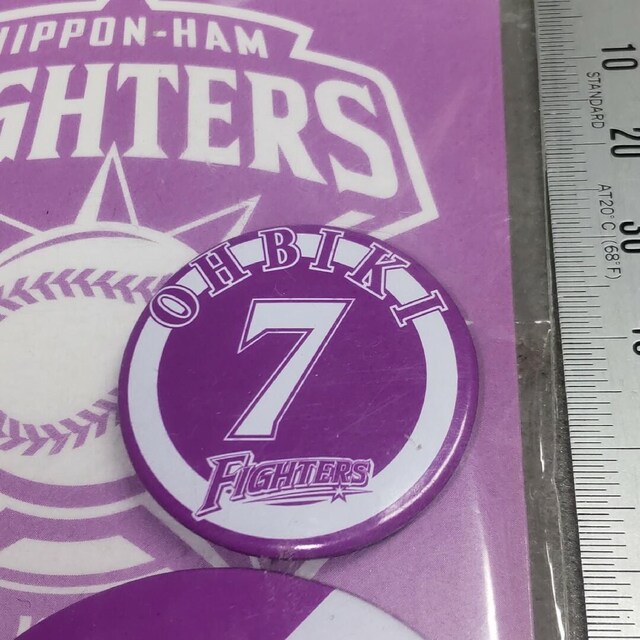 NIPPON-HAM
FIGHTERS
OHBIKI
7
FIGHTERS
10
STANDARD
20
AT20°C (68°F)
30